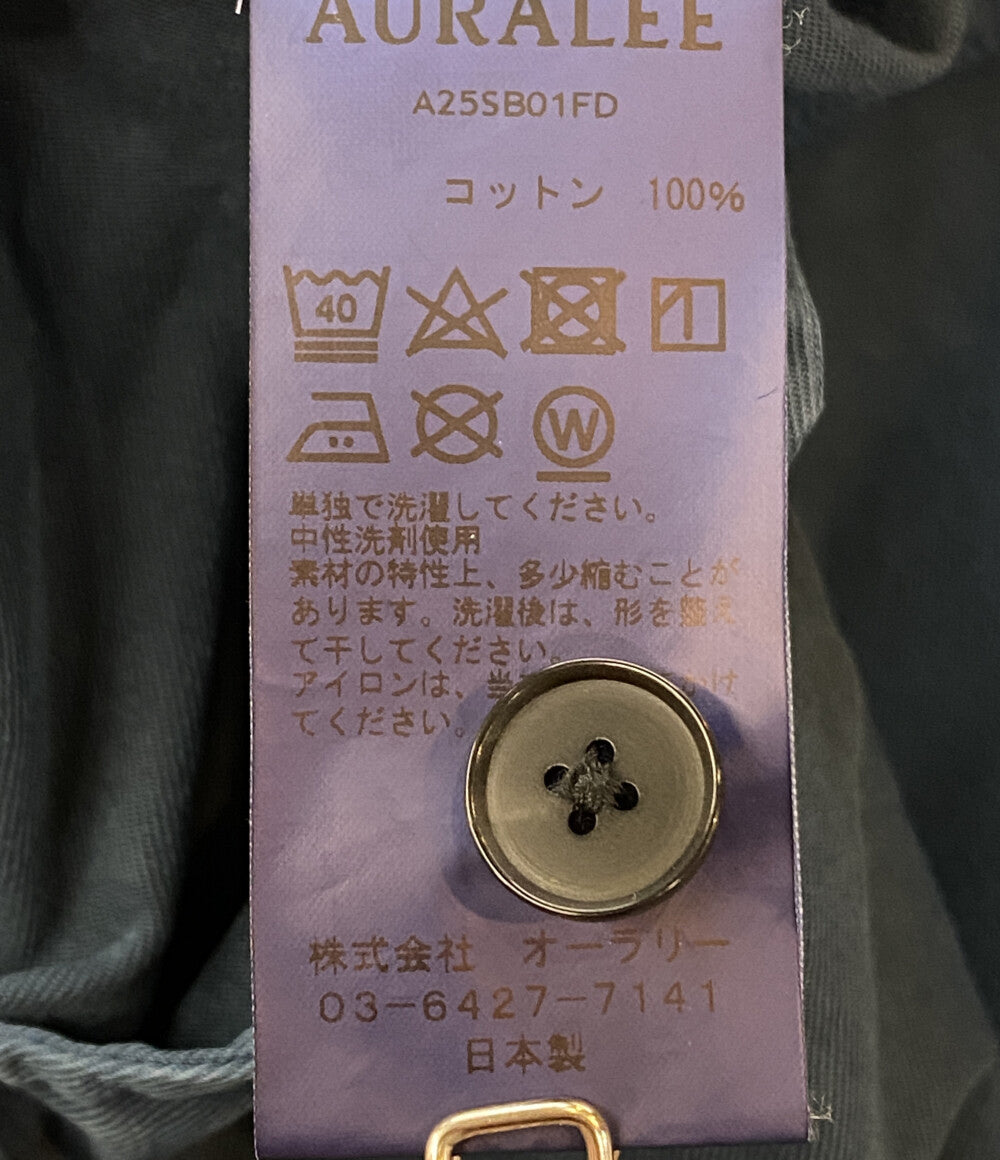 AURALEE
A25SB01FD
コットン 100%
40
W
単独で洗濯してください。
中性洗剤使用
素材の特性上、多少縮むことが
あります。洗濯後は、形を整え
て干してください。
アイロンは、当 かけ
てください。
株式会社 オーラリー
03-6427-7141
日本製